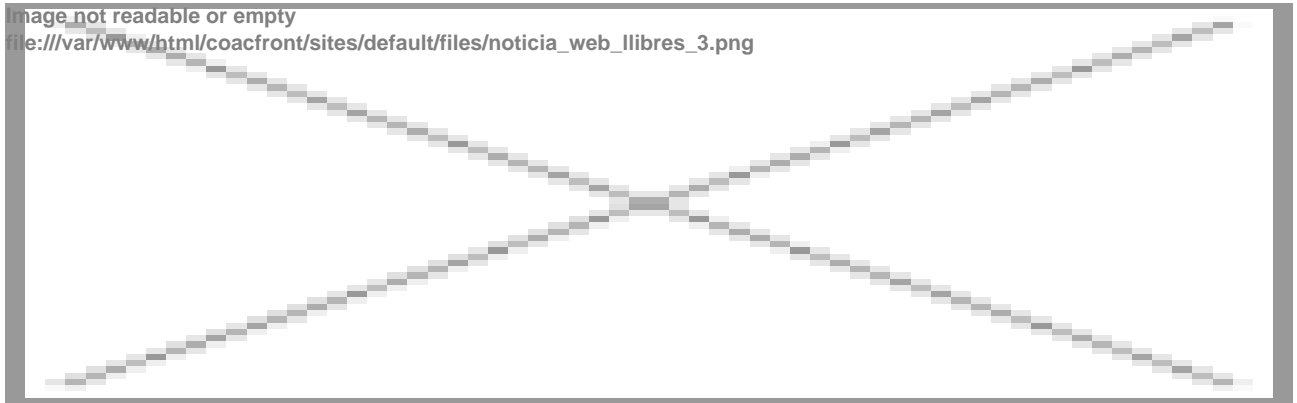 Image not readable or empty
file:///var/www/html/coacfront/sites/default/files/noticia_web_llibres_3.png